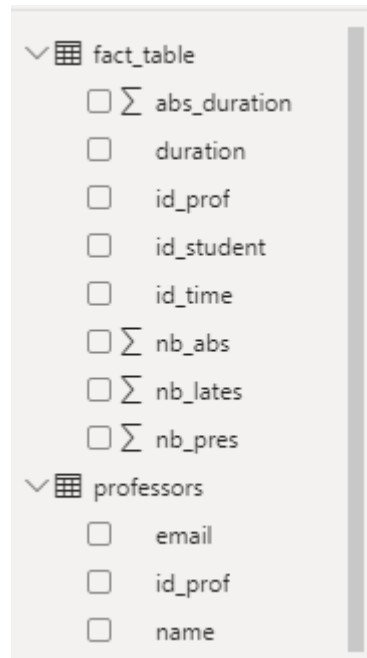 fact_table
∑ abs_duration
duration
id_prof
id_student
id_time
∑ nb_abs
∑ nb_lates
∑ nb_pres
professors
email
id_prof
name